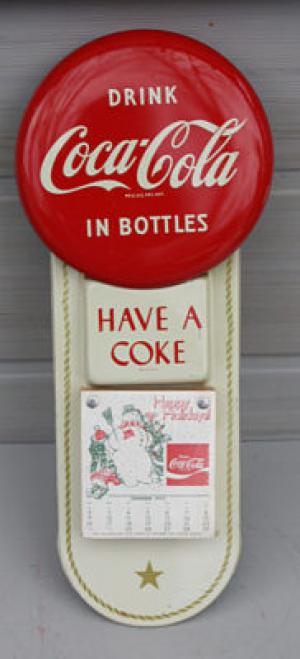 DRINK
Coca-Cola
IN BOTTLES
HAVE A
COKE
Happy
Holidays
Coca-Cola